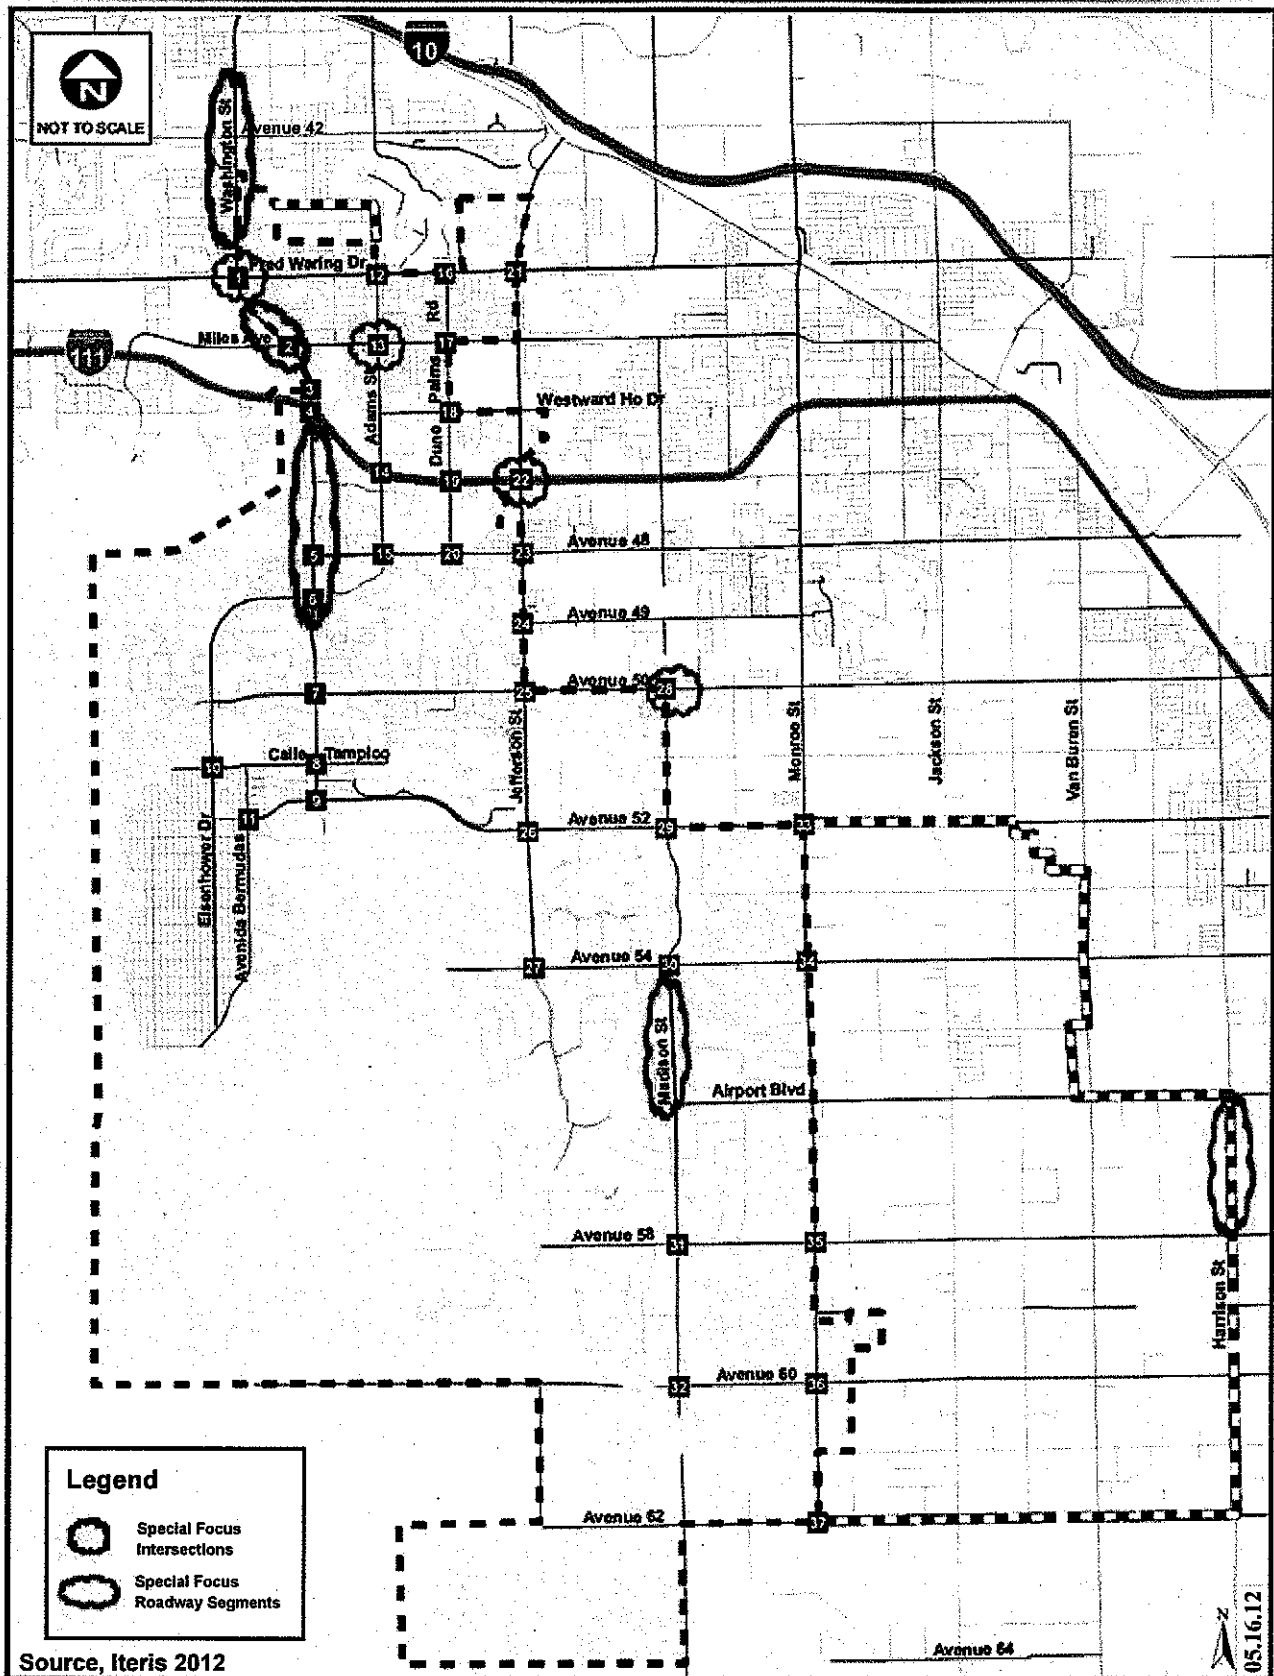 10
N
NOT TO SCALE
Washington St
Avenue 42
Fred Waring Dr
1
12
16
21
Miles Ave
2
13
17
Rd
111
3
4
Adams St
Palms
18
Westward Ho Dr
Dune
14
19
22
5
15
20
23
Avenue 48
6
24
Avenue 49
7
25
Avenue 50
28
Jefferson St
Monroe St
Jackson St
Van Buren St
Calle Tampico
10
8
9
11
26
Avenue 52
29
33
Eisenhower Dr
Avenida Bermudas
27
Avenue 54
30
34
Madison St
Airport Blvd
Avenue 58
31
35
Harrison St
32
Avenue 60
36
Legend
Special Focus
Intersections
Special Focus
Roadway Segments
Avenue 62
37
Avenue 64
N
05.16.12
Source, Iteris 2012